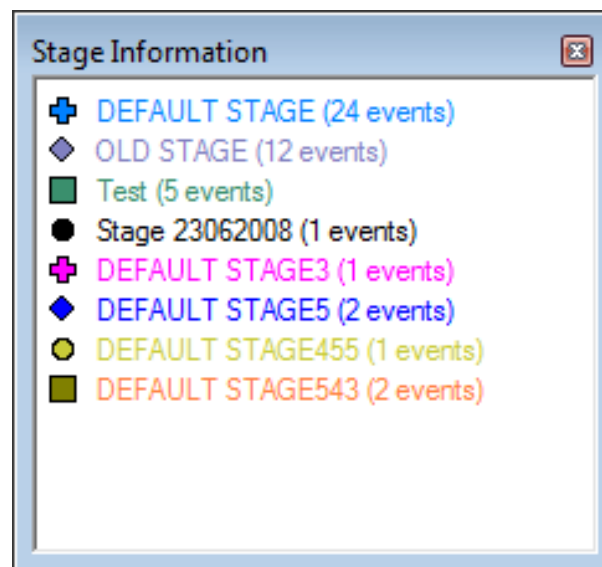 Stage Information
DEFAULT STAGE (24 events)
OLD STAGE (12 events)
Test (5 events)
Stage 23062008 (1 events)
DEFAULT STAGE3 (1 events)
DEFAULT STAGE5 (2 events)
DEFAULT STAGE455 (1 events)
DEFAULT STAGE543 (2 events)